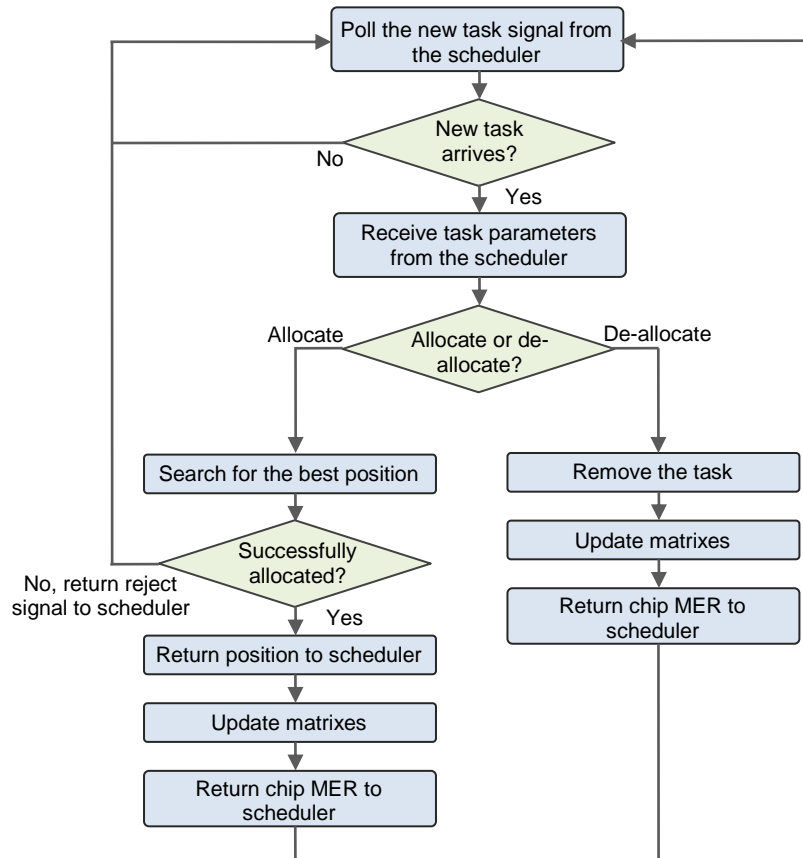 Poll the new task signal from
the scheduler
New task
arrives?
No
Yes
Receive task parameters
from the scheduler
Allocate
Allocate or de-
allocate?
De-allocate
Search for the best position
Remove the task
Successfully
allocated?
Update matrixes
No, return reject
signal to scheduler
Yes
Return chip MER to
scheduler
Return position to scheduler
Update matrixes
Return chip MER to
scheduler